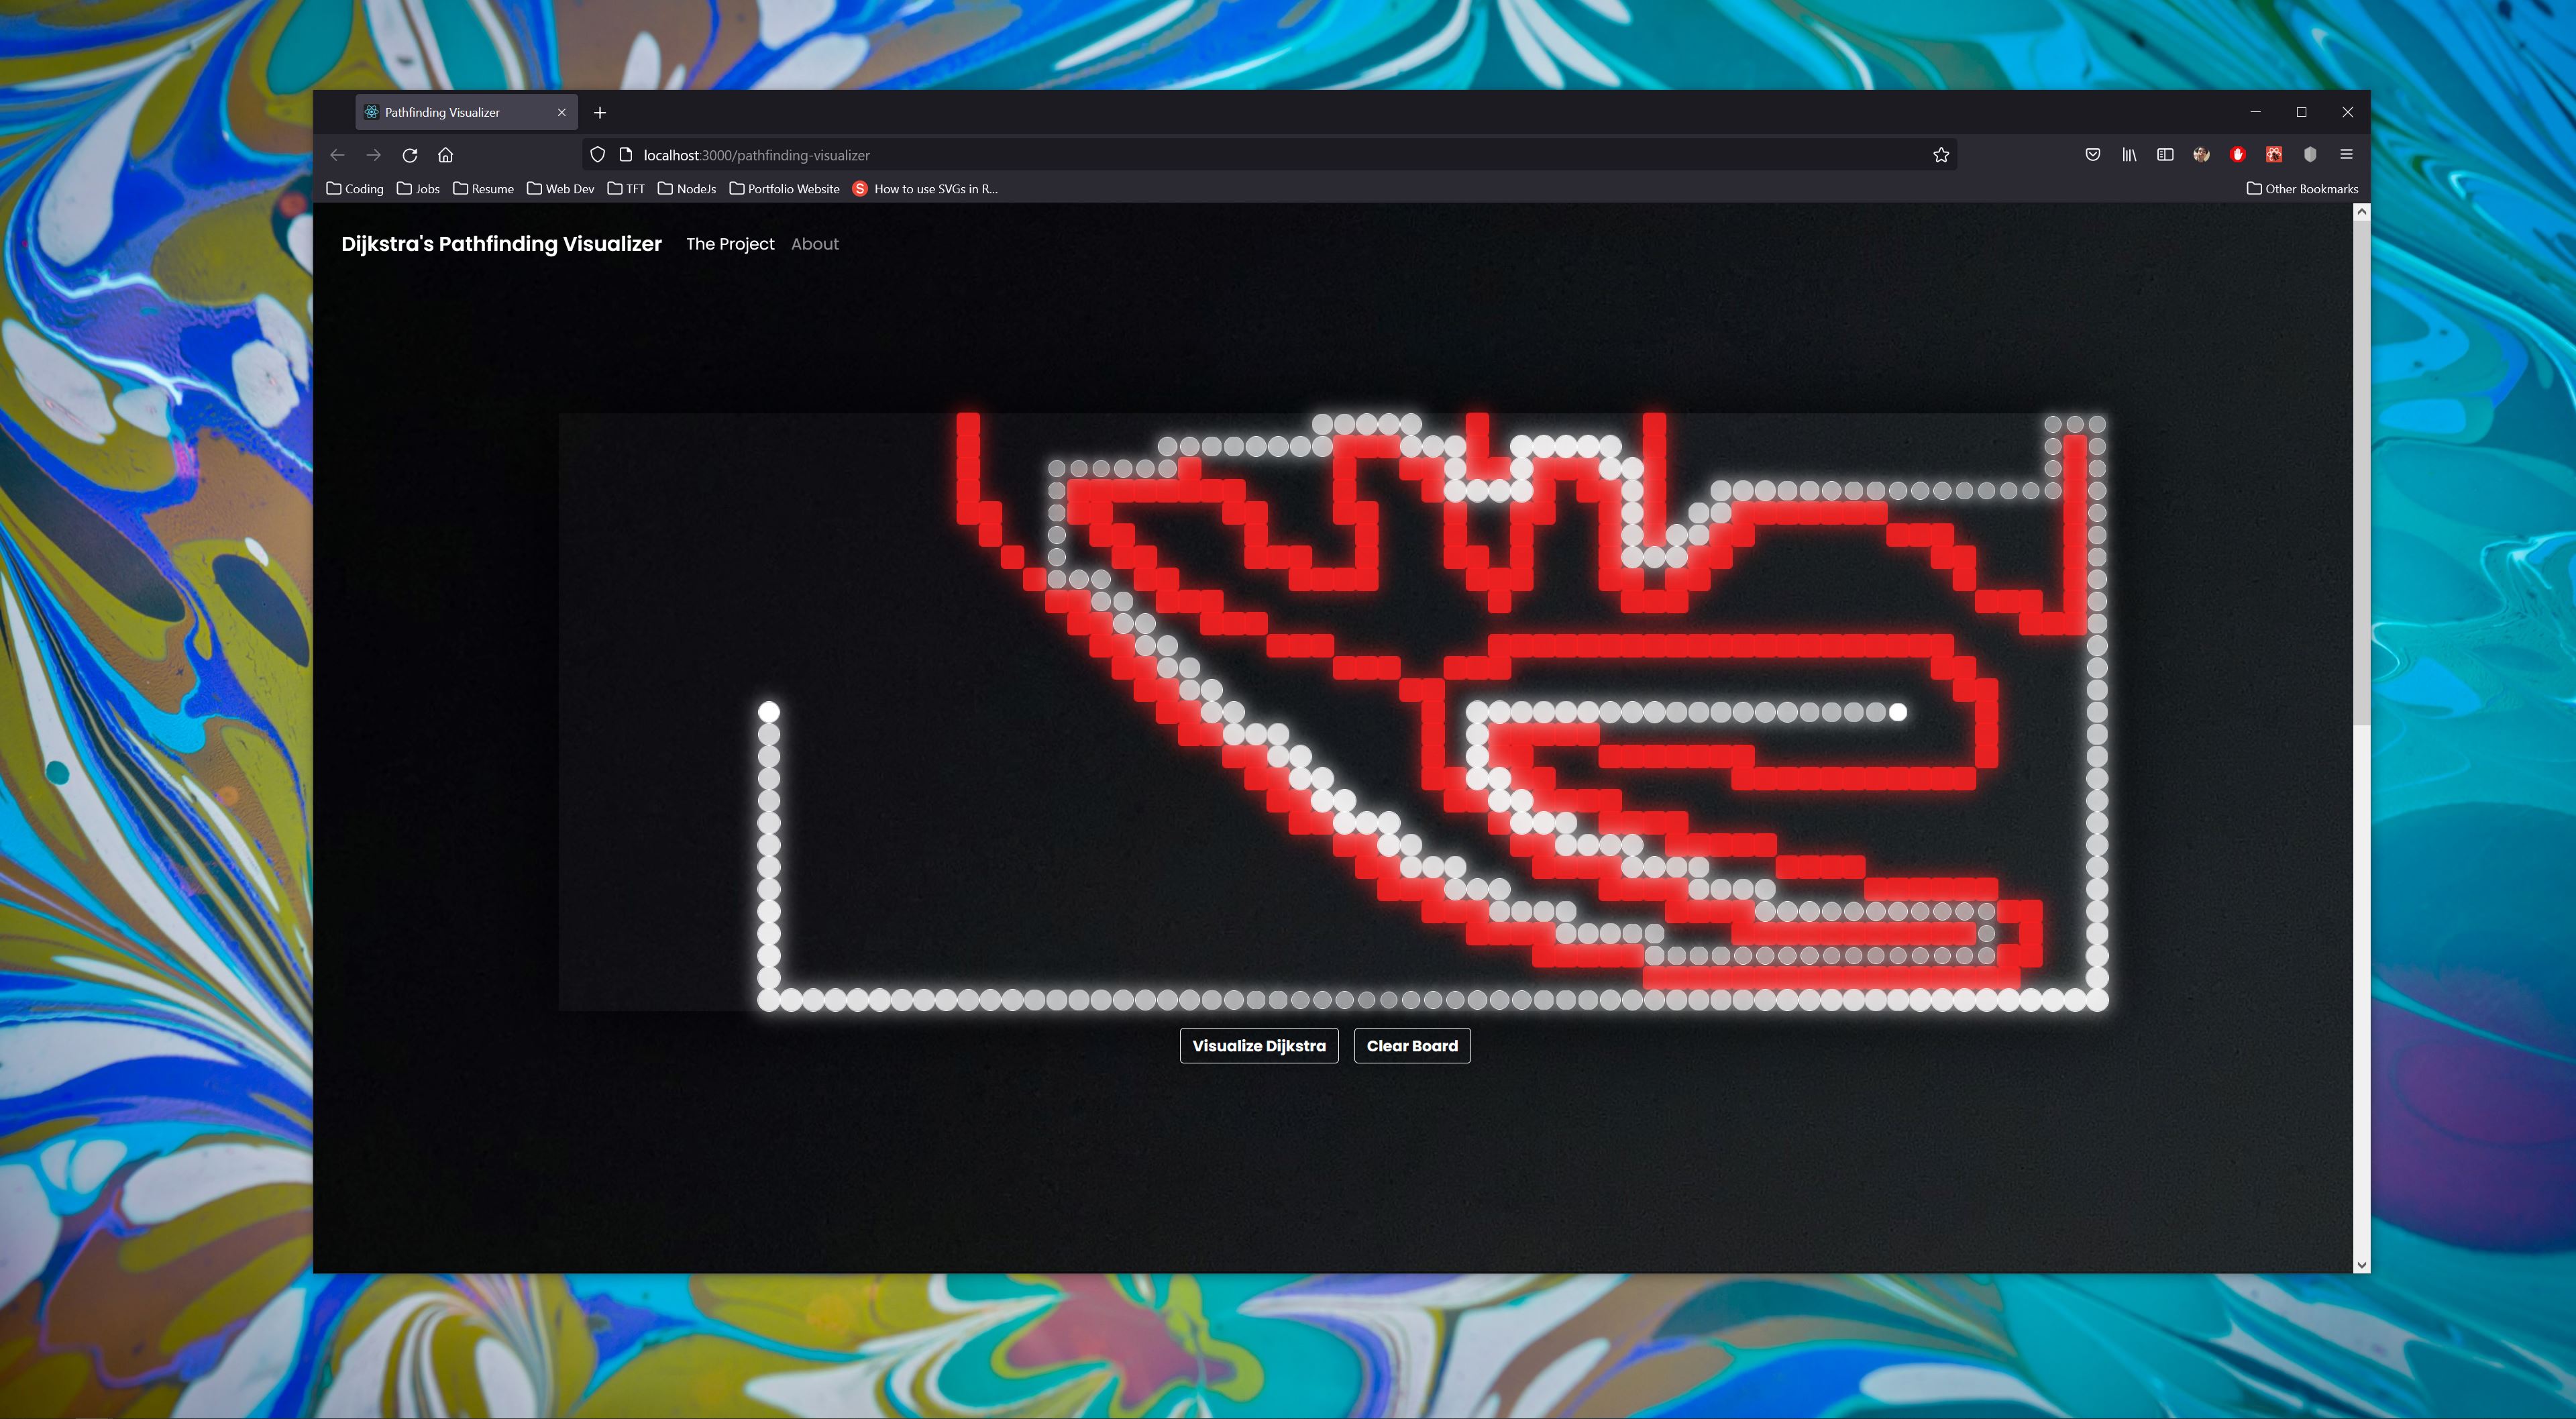 Pathfinding Visualizer
localhost:3000/pathfinding-visualizer
Coding Jobs Resume Web Dev TFT NodeJs Portfolio Website S How to use SVGs in R... Other Bookmarks
Dijkstra's Pathfinding Visualizer The Project About
Visualize Dijkstra Clear Board